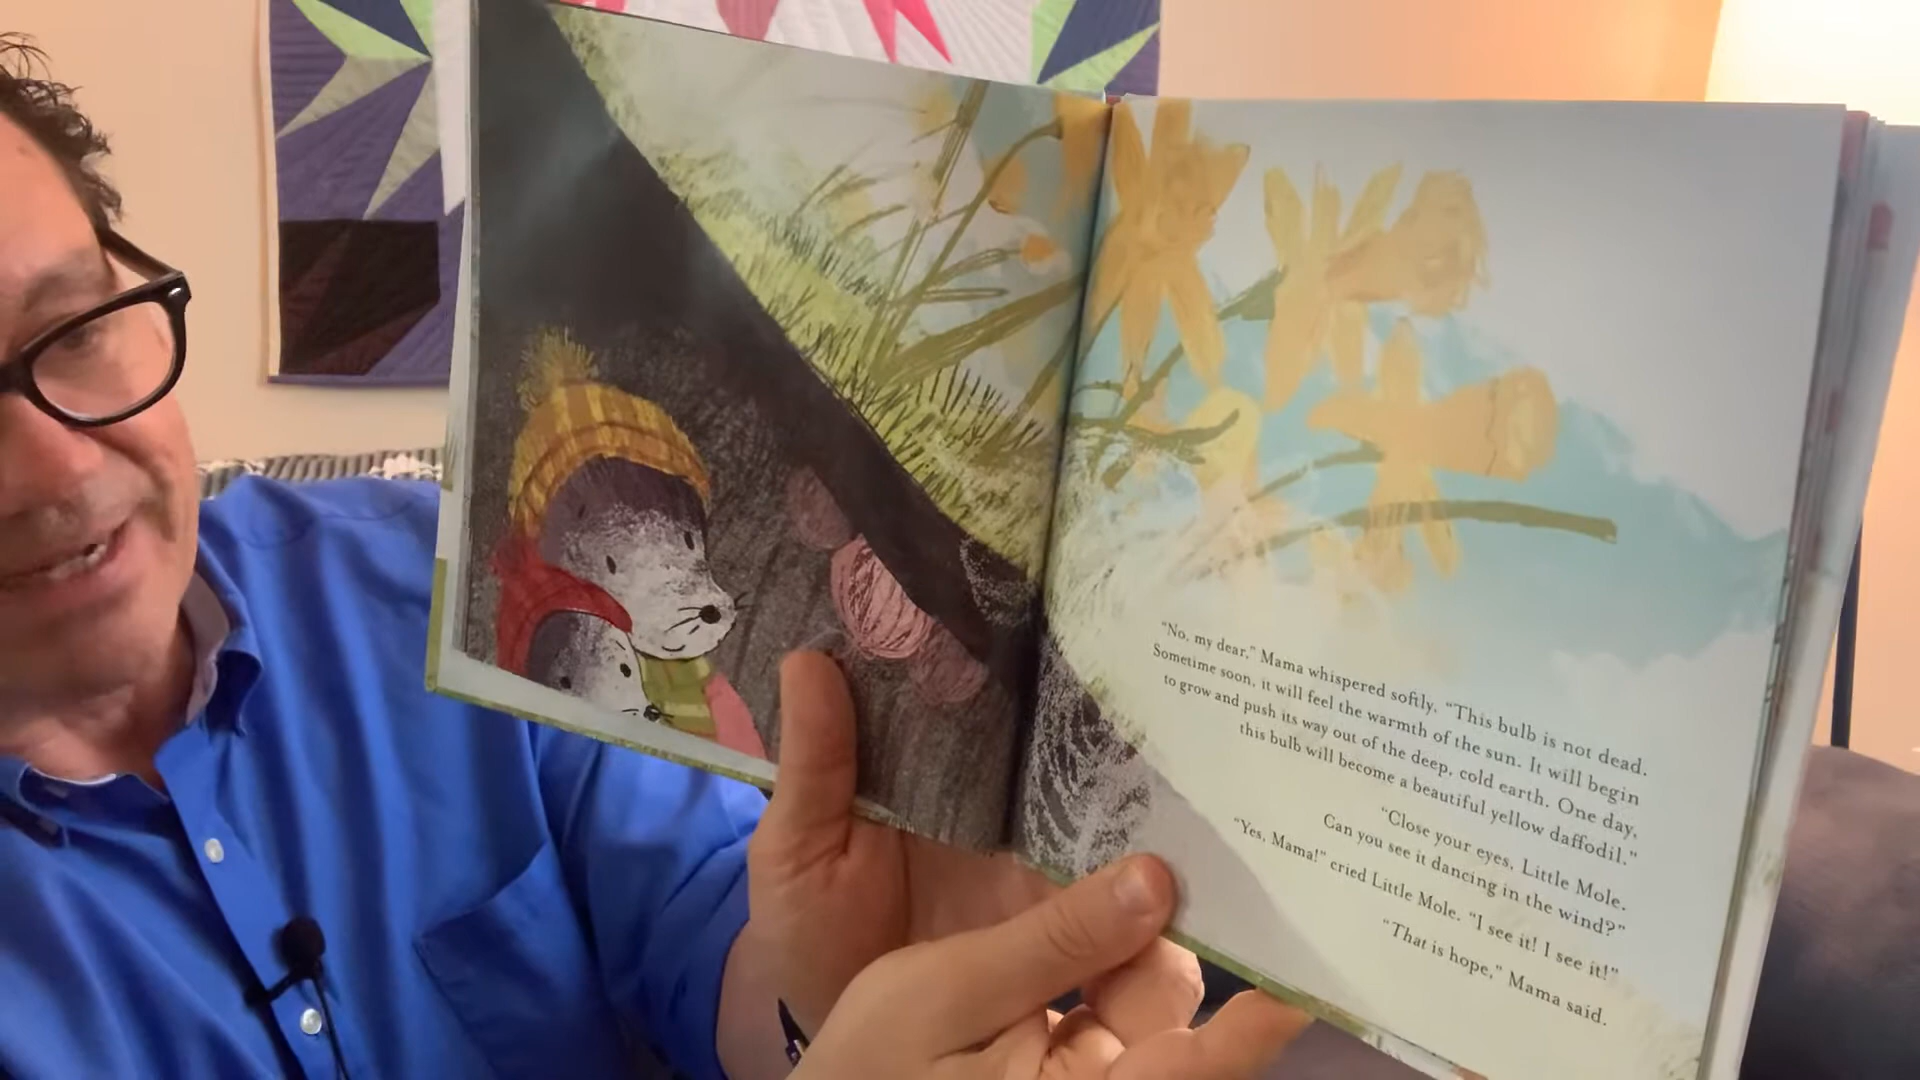 "No, my dear," Mama whispered softly. "This bulb is not dead.
Sometime soon, it will feel the warmth of the sun. It will begin
to grow and push its way out of the deep, cold earth. One day,
this bulb will become a beautiful yellow daffodil."
"Close your eyes, Little Mole.
Can you see it dancing in the wind?"
"Yes, Mama!" cried Little Mole. "I see it! I see it!"
"That is hope," Mama said.